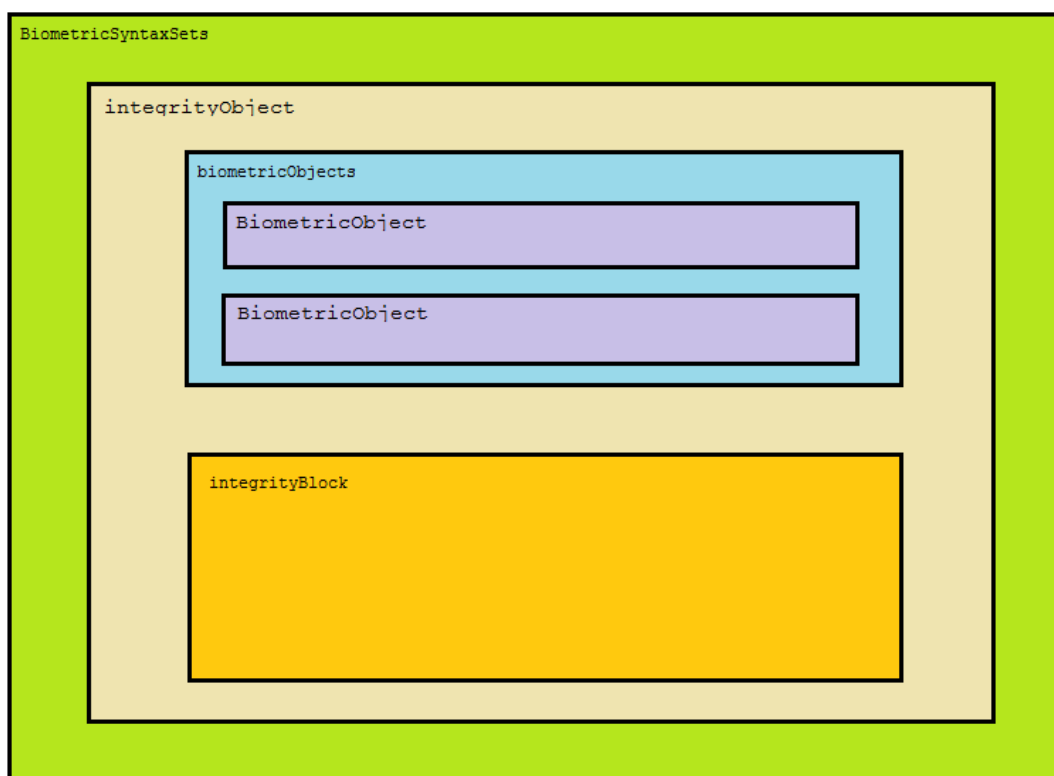 BiometricSyntaxSets
integrityObject
biometricObjects
BiometricObject
BiometricObject
integrityBlock